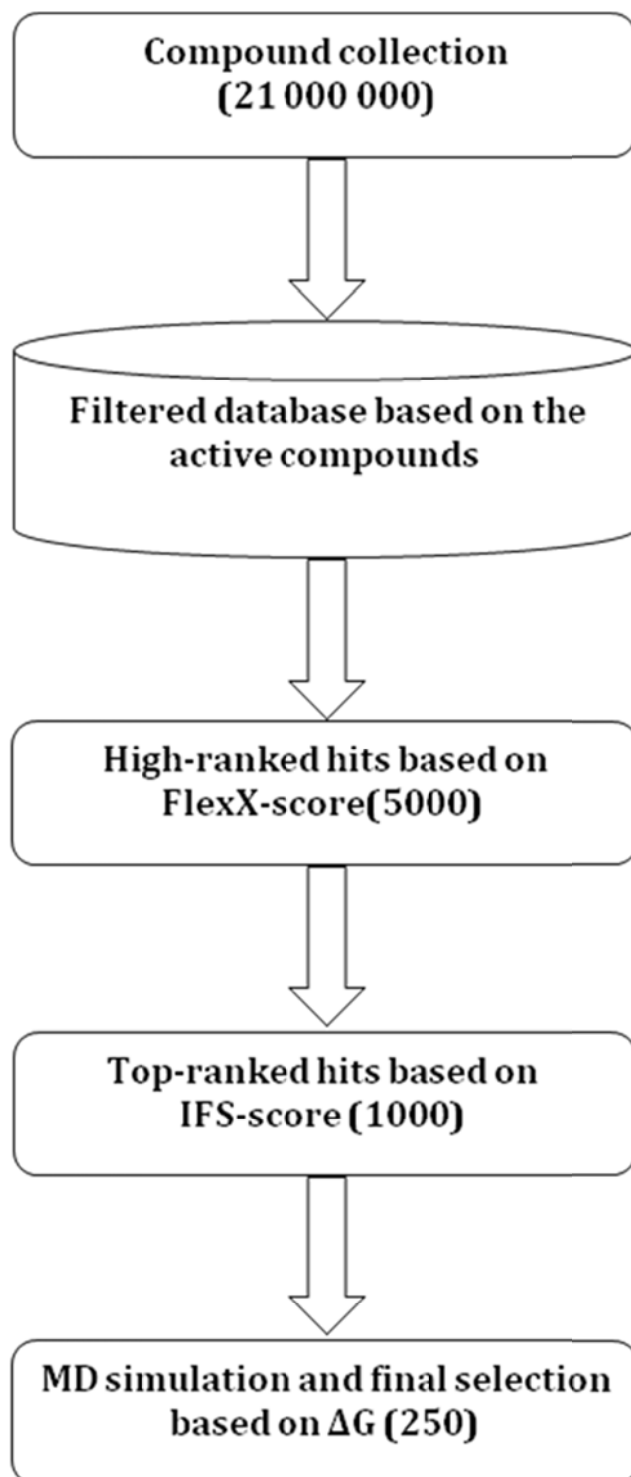 Compound collection
(21 000 000)
Filtered database based on the
active compounds
High-ranked hits based on
FlexX-score(5000)
Top-ranked hits based on
IFS-score (1000)
MD simulation and final selection
based on ΔG (250)